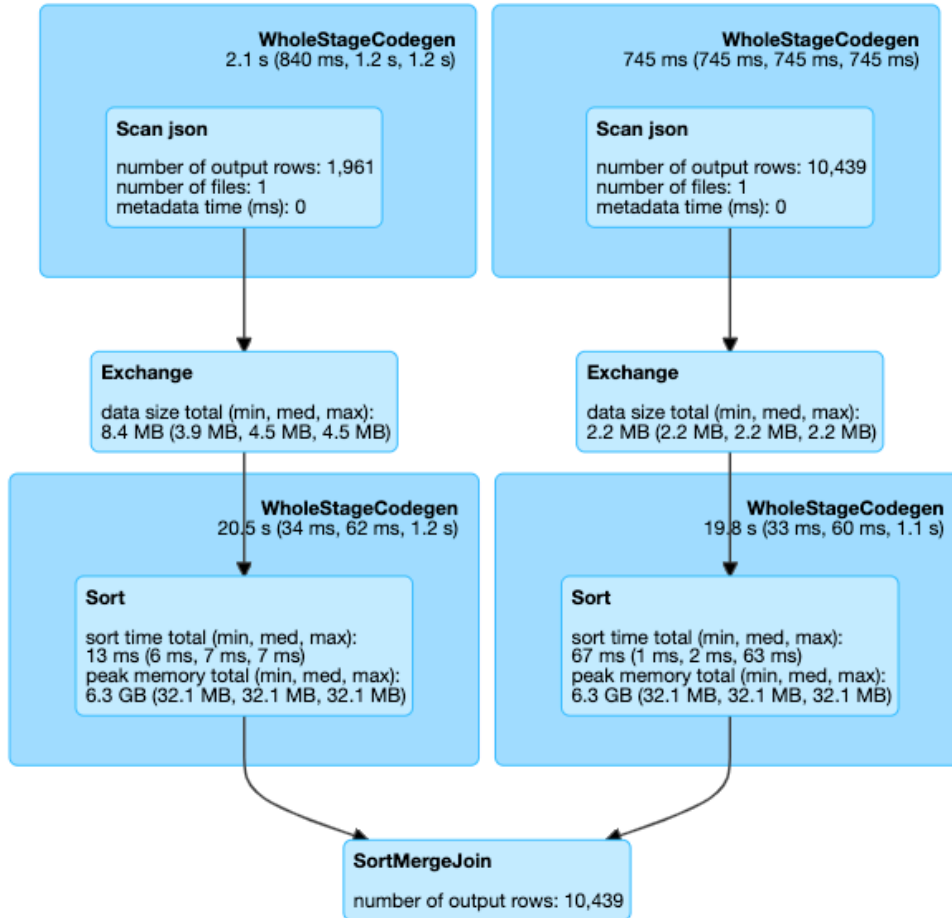 WholeStageCodegen
2.1 s (840 ms, 1.2 s, 1.2 s)
Scan json
number of output rows: 1,961
number of files: 1
metadata time (ms): 0
Exchange
data size total (min, med, max):
8.4 MB (3.9 MB, 4.5 MB, 4.5 MB)
WholeStageCodegen
20.5 s (34 ms, 62 ms, 1.2 s)
Sort
sort time total (min, med, max):
13 ms (6 ms, 7 ms, 7 ms)
peak memory total (min, med, max):
6.3 GB (32.1 MB, 32.1 MB, 32.1 MB)
WholeStageCodegen
745 ms (745 ms, 745 ms, 745 ms)
Scan json
number of output rows: 10,439
number of files: 1
metadata time (ms): 0
Exchange
data size total (min, med, max):
2.2 MB (2.2 MB, 2.2 MB, 2.2 MB)
WholeStageCodegen
19.8 s (33 ms, 60 ms, 1.1 s)
Sort
sort time total (min, med, max):
67 ms (1 ms, 2 ms, 63 ms)
peak memory total (min, med, max):
6.3 GB (32.1 MB, 32.1 MB, 32.1 MB)
SortMergeJoin
number of output rows: 10,439